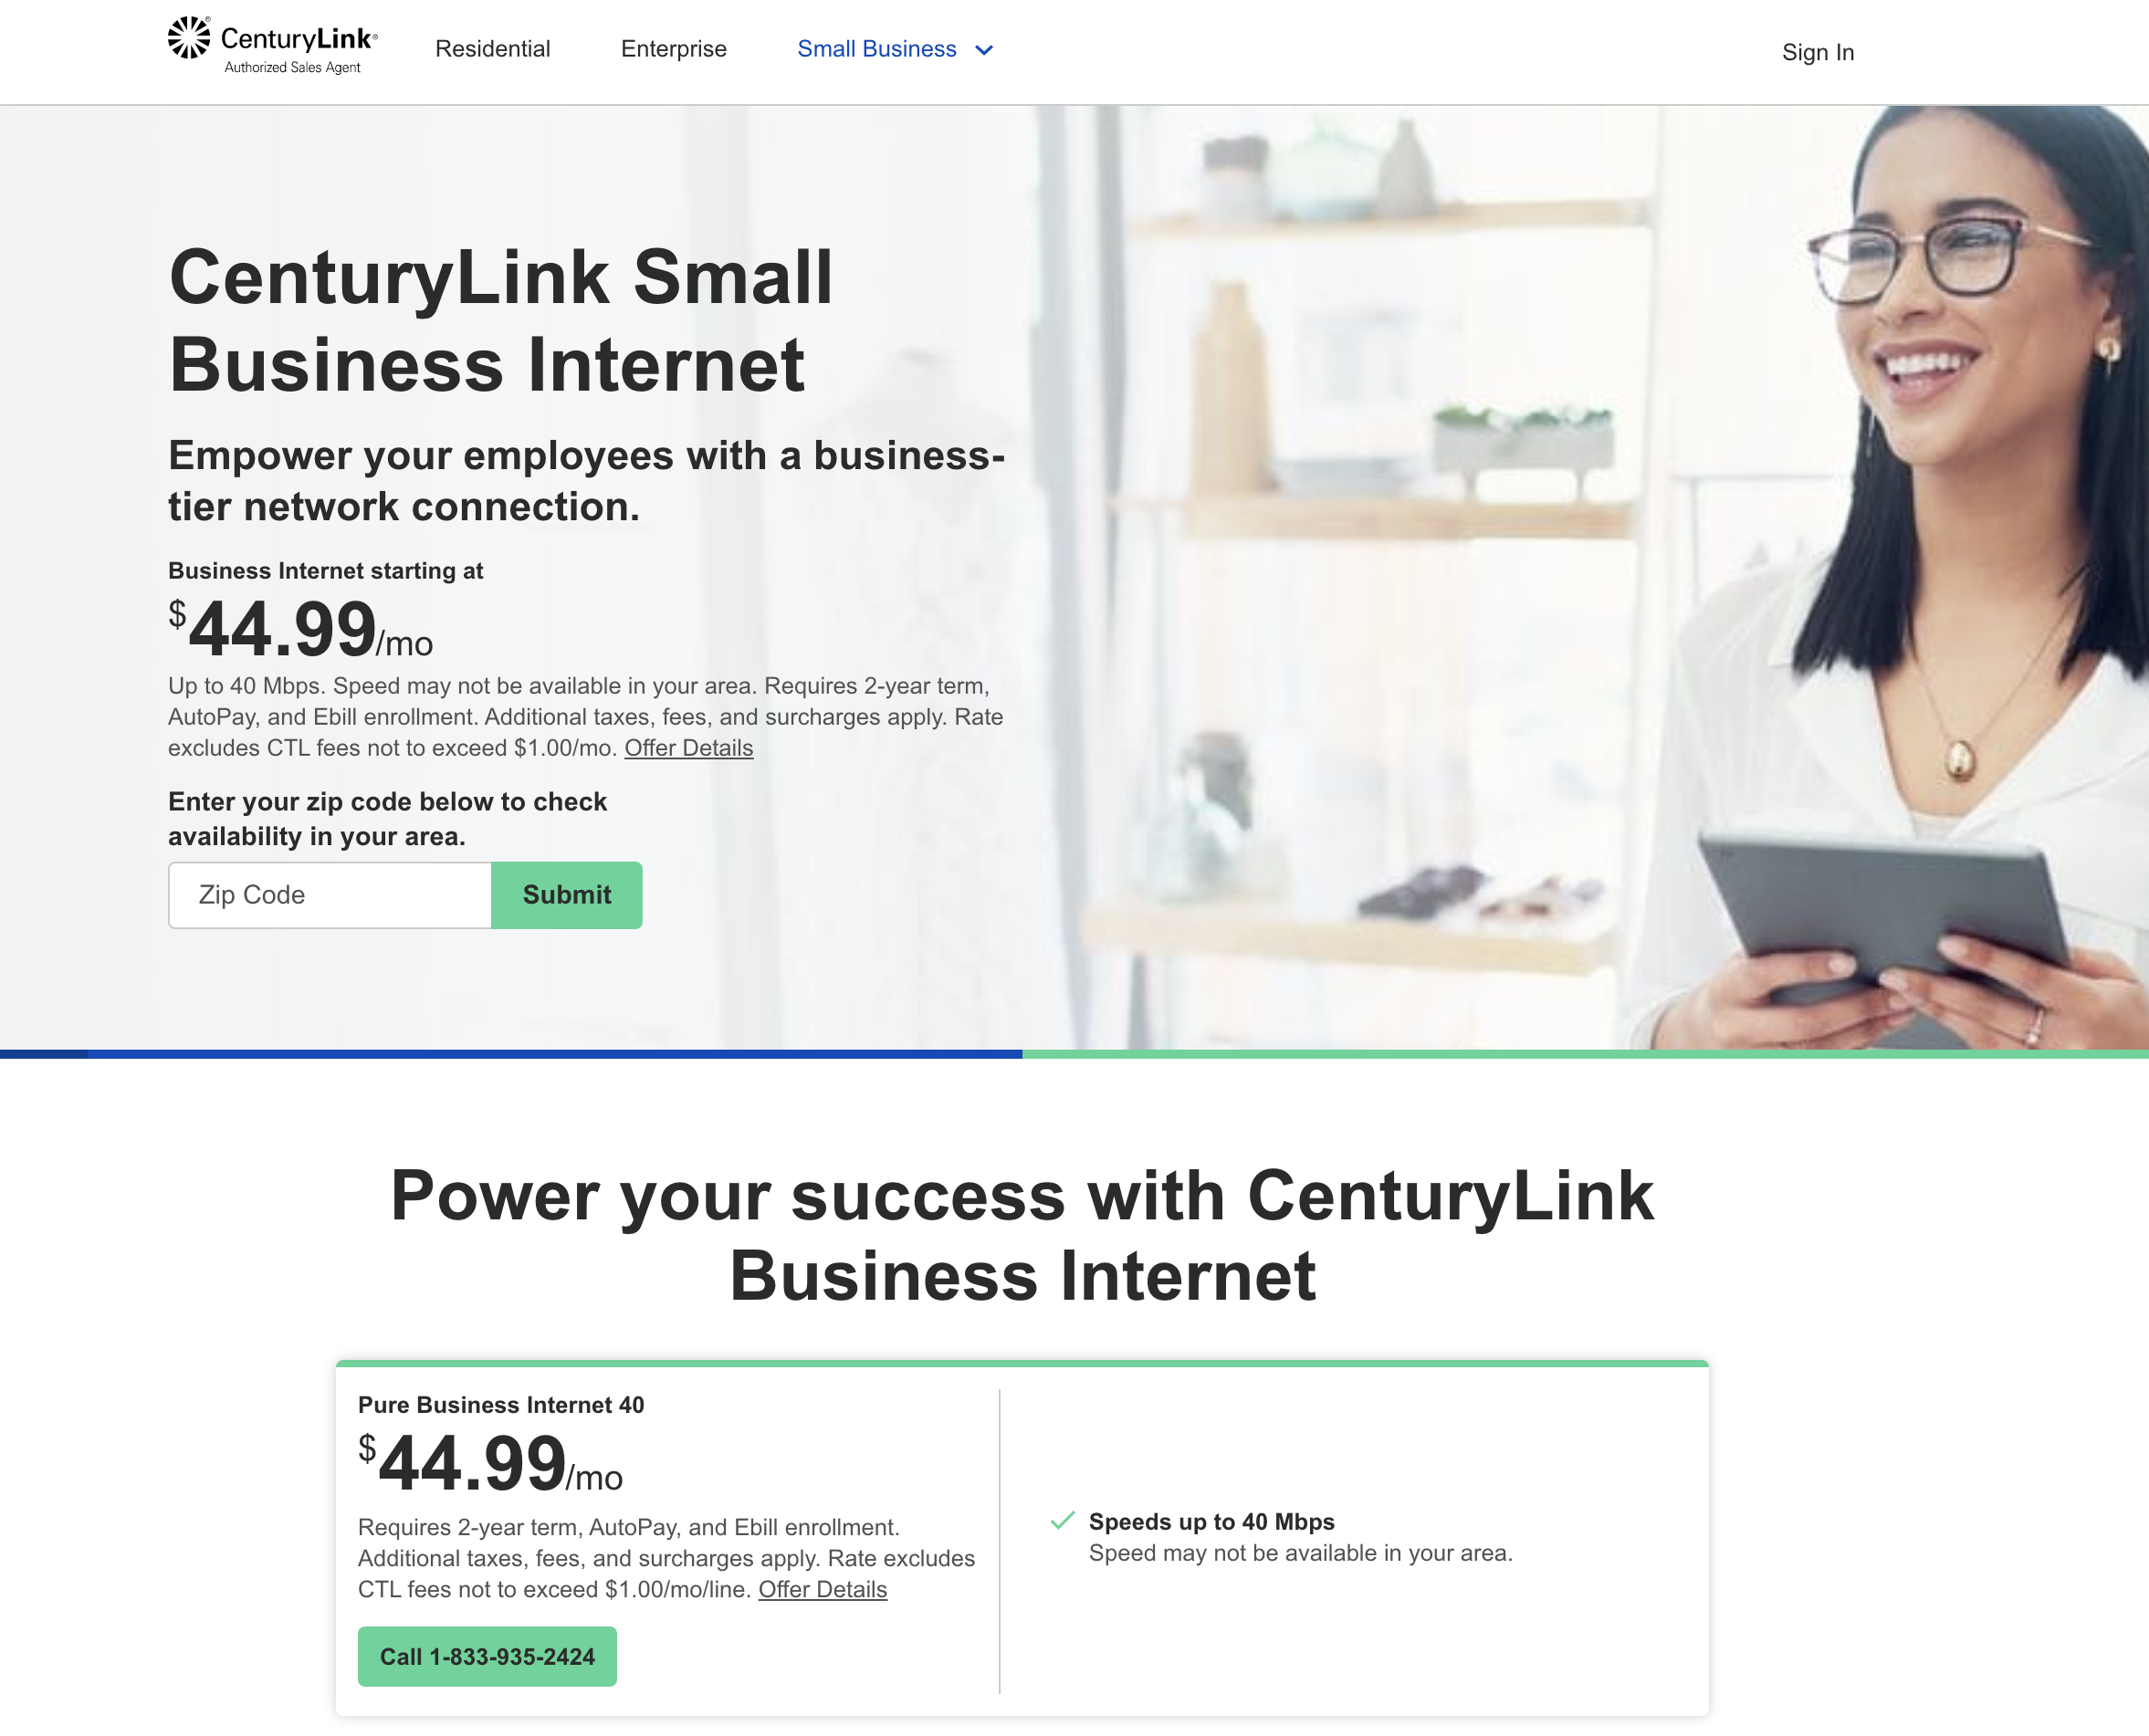 CenturyLink®
Authorized Sales Agent
Residential
Enterprise
Small Business
Sign In
CenturyLink Small
Business Internet
Empower your employees with a business-
tier network connection.
Business Internet starting at
$44.99/mo
Up to 40 Mbps. Speed may not be available in your area. Requires 2-year term,
AutoPay, and Ebill enrollment. Additional taxes, fees, and surcharges apply. Rate
excludes CTL fees not to exceed $1.00/mo. Offer Details
Enter your zip code below to check
availability in your area.
Zip Code
Submit
Power your success with CenturyLink
Business Internet
Pure Business Internet 40
$44.99/mo
Requires 2-year term, AutoPay, and Ebill enrollment.
Additional taxes, fees, and surcharges apply. Rate excludes
CTL fees not to exceed $1.00/mo/line. Offer Details
Call 1-833-935-2424
Speeds up to 40 Mbps
Speed may not be available in your area.